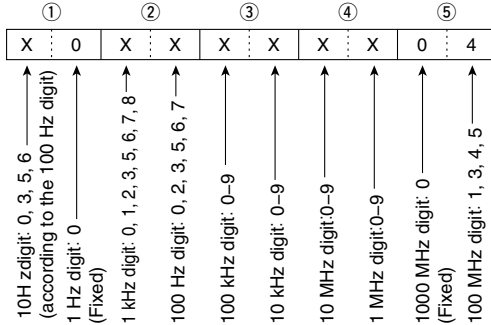 ① ② ③ ④ ⑤
X 0 X X X X X X 0 4
10H zdigit: 0, 3, 5, 6
(according to the 100 Hz digit)
1 Hz digit: 0
(Fixed)
1 kHz digit: 0, 1, 2, 3, 5, 6, 7, 8
100 Hz digit: 0, 2, 3, 5, 6, 7
100 kHz digit: 0–9
10 kHz digit: 0–9
10 MHz digit:0–9
1 MHz digit:0–9
1000 MHz digit: 0
(Fixed)
100 MHz digit: 1, 3, 4, 5